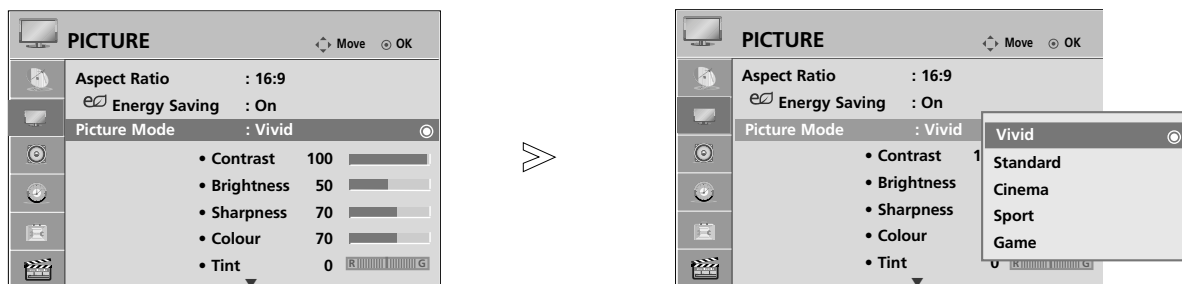 PICTURE Move OK
Aspect Ratio : 16:9
Energy Saving : On
Picture Mode : Vivid
• Contrast 100
• Brightness 50
• Sharpness 70
• Colour 70
• Tint 0 R G
PICTURE Move OK
Aspect Ratio : 16:9
Energy Saving : On
Picture Mode : Vivid
• Contrast 1
• Brightness
• Sharpness
• Colour
• Tint 0 R G
Vivid
Standard
Cinema
Sport
Game